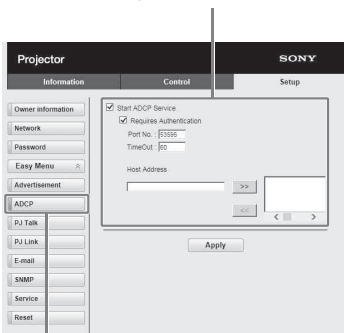 Projector SONY
Information Control Setup
Owner information
Network
Password
Easy Menu
Advertisement
ADCP
PJ Talk
PJ Link
E-mail
SNMP
Service
Reset
Start ADCP Service
Requires Authentication
Port No. : 53595
TimeOut : 60
Host Address
>>
<<
< >
Apply